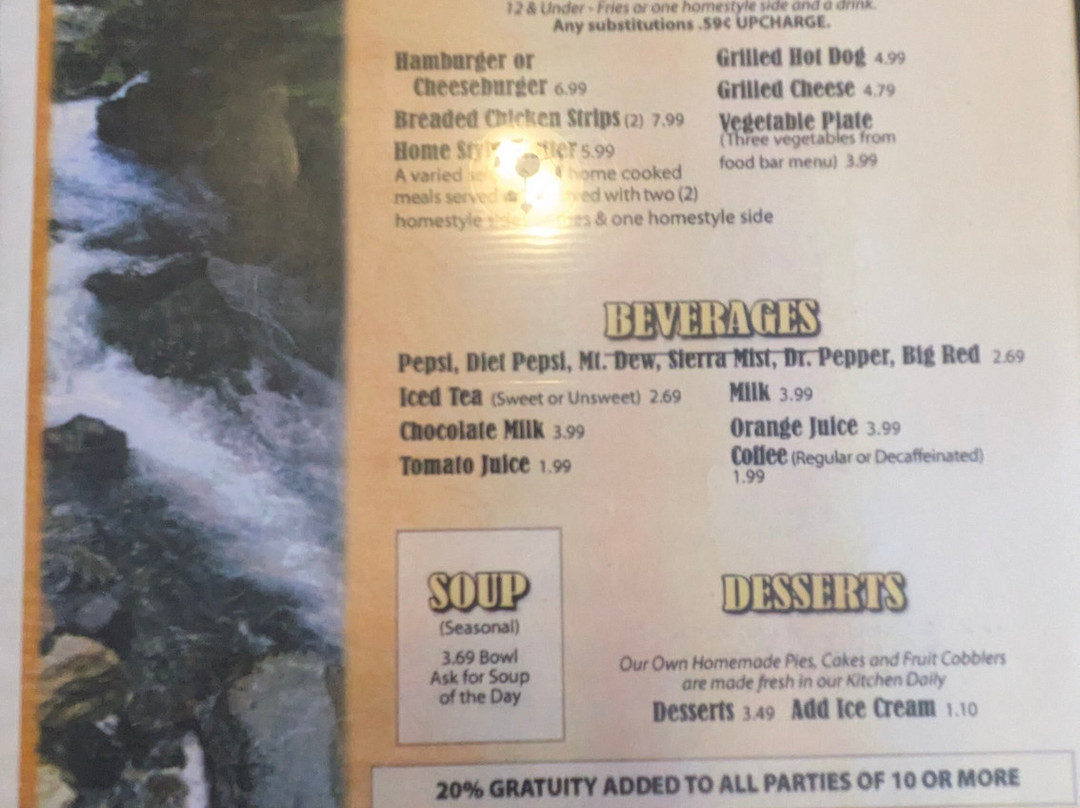 12 & Under - Fries or one homestyle side and a drink.
Any substitutions .59¢ UPCHARGE.
Hamburger or
Cheeseburger 6.99
Breaded Chicken Strips (2) 7.99
Home 5.99
A varied home cooked
meals served with two (2)
homestyle & one homestyle side
Grilled Hot Dog 4.99
Grilled Cheese 4.79
Vegetable Plate
(Three vegetables from
food bar menu) 3.99
BEVERAGES
Pepsi, Diet Pepsi, Mt. Dew, Sierra Mist, Dr. Pepper, Big Red 2.69
Iced Tea (Sweet or Unsweet) 2.69
Chocolate Milk 3.99
Tomato Juice 1.99
Milk 3.99
Orange Juice 3.99
Coffee (Regular or Decaffeinated)
1.99
SOUP
(Seasonal)
3.69 Bowl
Ask for Soup
of the Day
DESSERTS
Our Own Homemade Pies, Cakes and Fruit Cobblers
are made fresh in our Kitchen Daily
Desserts 3.49 Add Ice Cream 1.10
20% GRATUITY ADDED TO ALL PARTIES OF 10 OR MORE